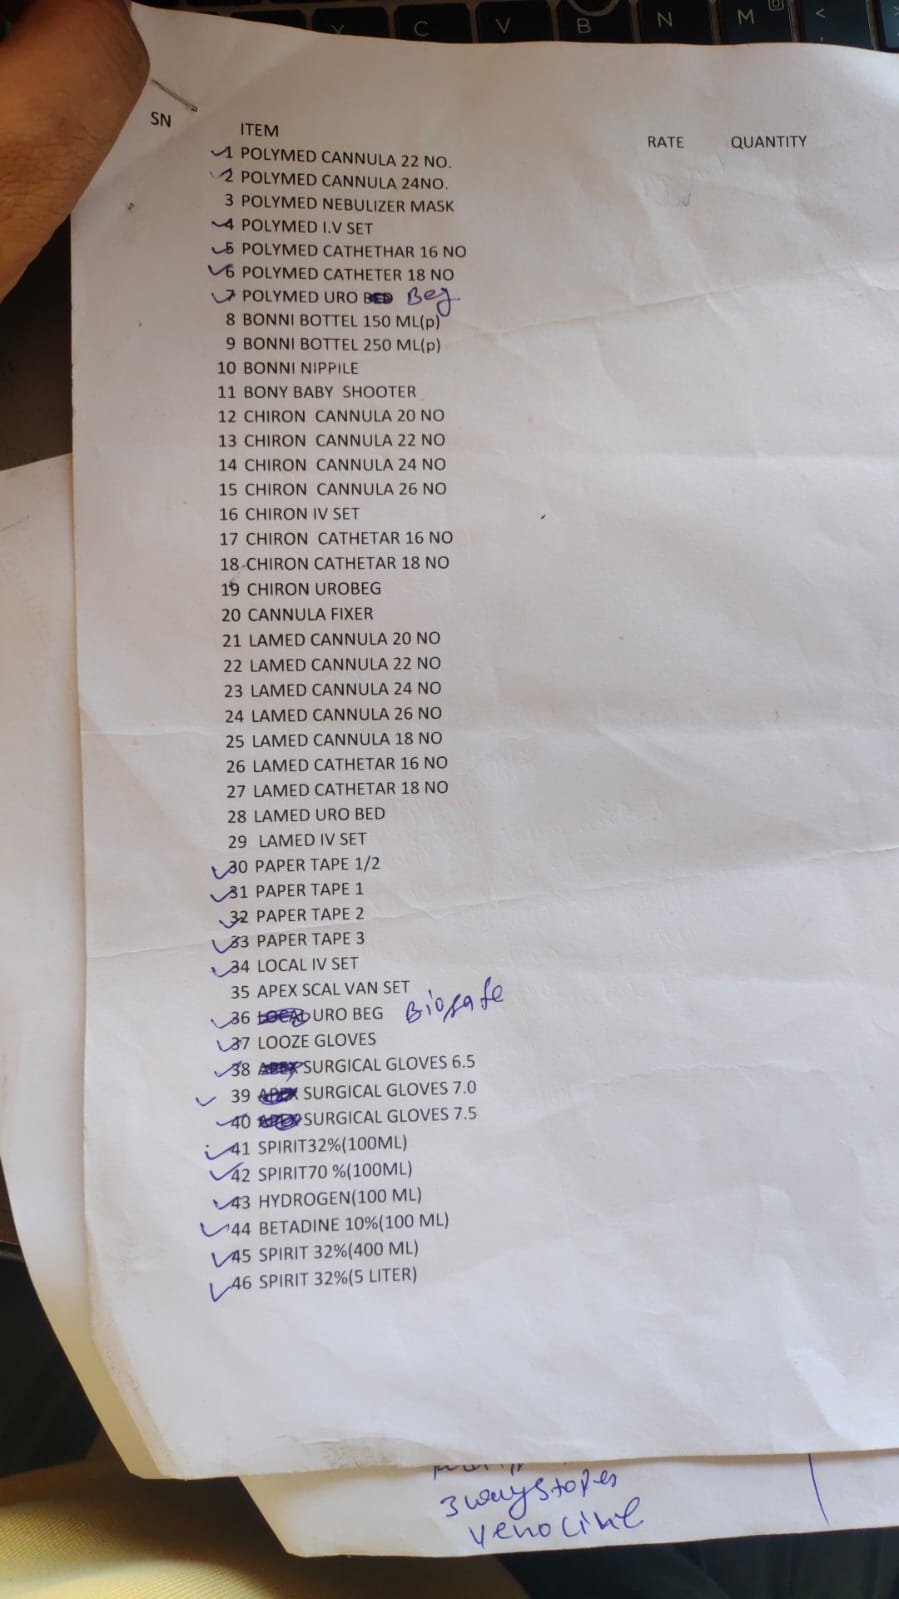 X C V B N M <
SN ITEM RATE QUANTITY
1 POLYMED CANNULA 22 NO.
2 POLYMED CANNULA 24NO.
3 POLYMED NEBULIZER MASK
4 POLYMED I.V SET
5 POLYMED CATHETHAR 16 NO
6 POLYMED CATHETER 18 NO
7 POLYMED URO BED Beg
8 BONNI BOTTEL 150 ML(p)
9 BONNI BOTTEL 250 ML(p)
10 BONNI NIPPILE
11 BONY BABY SHOOTER
12 CHIRON CANNULA 20 NO
13 CHIRON CANNULA 22 NO
14 CHIRON CANNULA 24 NO
15 CHIRON CANNULA 26 NO
16 CHIRON IV SET
17 CHIRON CATHETAR 16 NO
18 CHIRON CATHETAR 18 NO
19 CHIRON UROBEG
20 CANNULA FIXER
21 LAMED CANNULA 20 NO
22 LAMED CANNULA 22 NO
23 LAMED CANNULA 24 NO
24 LAMED CANNULA 26 NO
25 LAMED CANNULA 18 NO
26 LAMED CATHETAR 16 NO
27 LAMED CATHETAR 18 NO
28 LAMED URO BED
29 LAMED IV SET
30 PAPER TAPE 1/2
31 PAPER TAPE 1
32 PAPER TAPE 2
33 PAPER TAPE 3
34 LOCAL IV SET
35 APEX SCAL VAN SET
36 LOCAL URO BEG Biosafe
37 LOOZE GLOVES
38 APEX SURGICAL GLOVES 6.5
39 APEX SURGICAL GLOVES 7.0
40 APEX SURGICAL GLOVES 7.5
41 SPIRIT32%(100ML)
42 SPIRIT70 %(100ML)
43 HYDROGEN(100 ML)
44 BETADINE 10%(100 ML)
45 SPIRIT 32%(400 ML)
46 SPIRIT 32%(5 LITER)
3 way